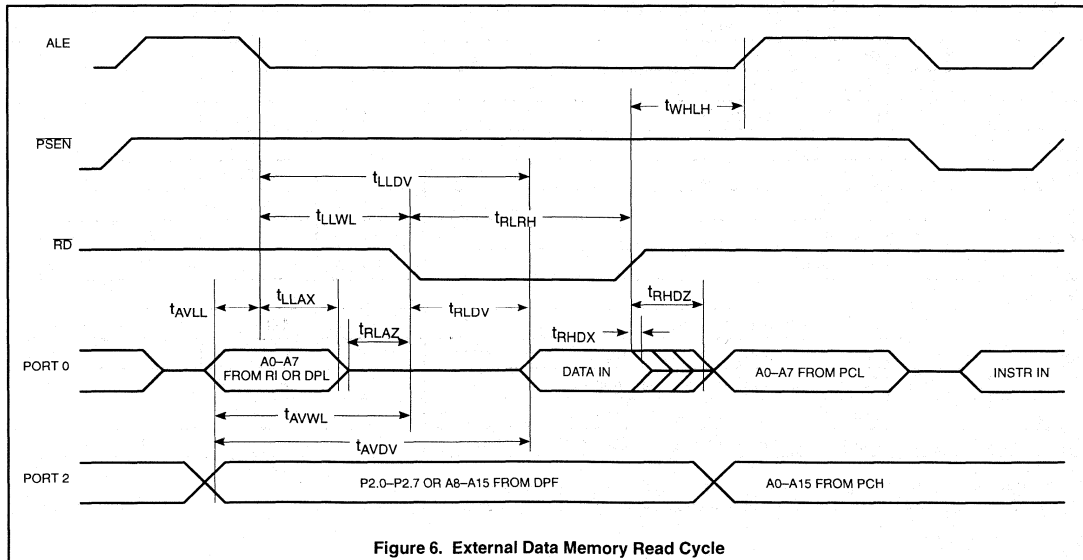 ALE
tWHLH
PSEN
tLLDV
tLLWL
tRLRH
RD
tAVLL
tLLAX
tRLAZ
tRLDV
tRHDZ
tRHDX
PORT 0
A0–A7
FROM RI OR DPL
DATA IN
A0–A7 FROM PCL
INSTR IN
tAVWL
tAVDV
PORT 2
P2.0–P2.7 OR A8–A15 FROM DPF
A0–A15 FROM PCH
Figure 6. External Data Memory Read Cycle